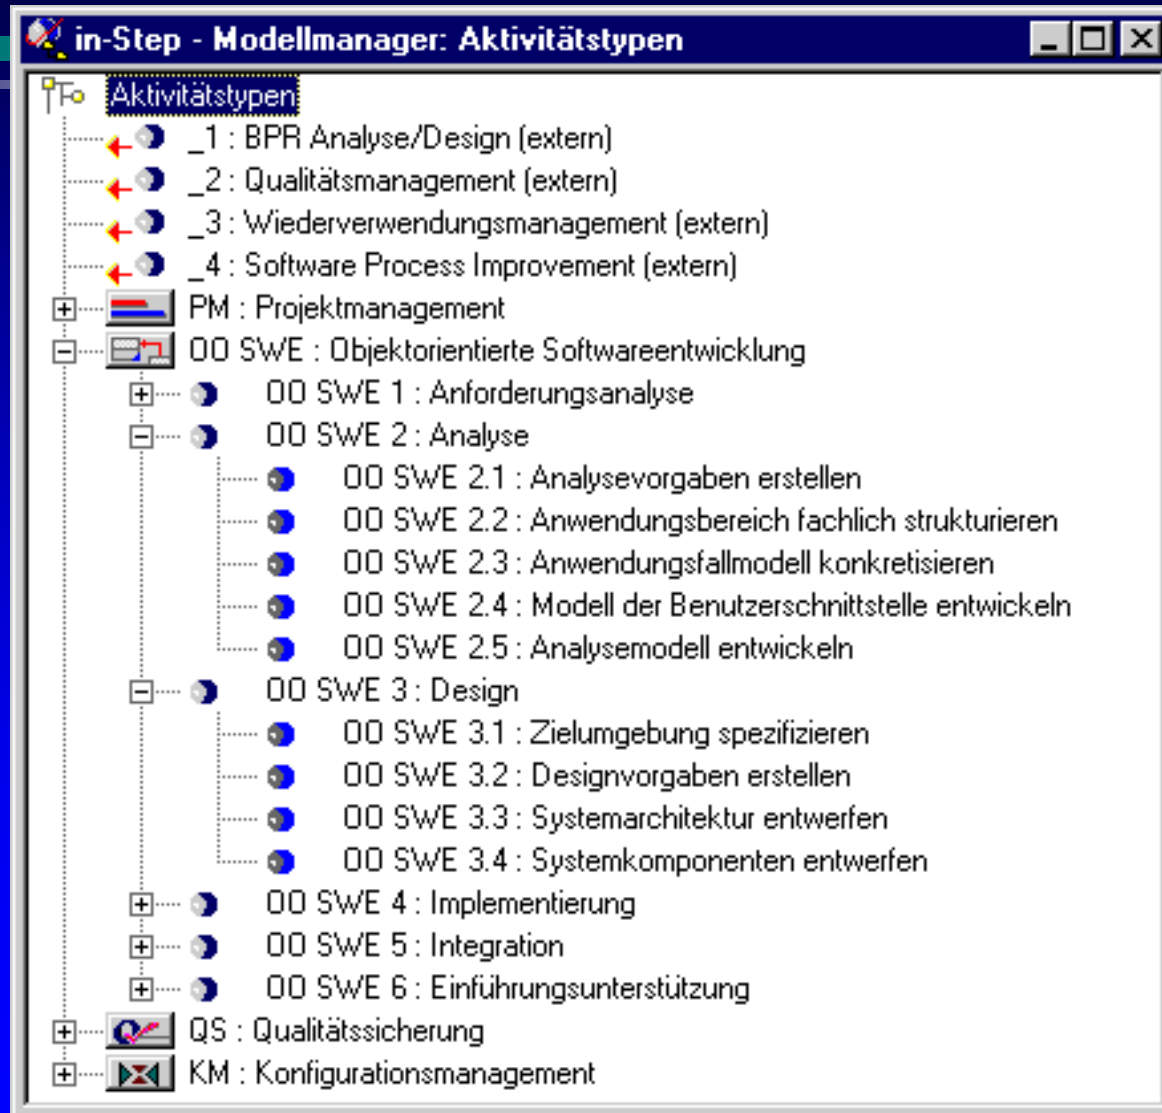 in-Step - Modellmanager: Aktivitätstypen
Aktivitätstypen
_1 : BPR Analyse/Design (extern)
_2 : Qualitätsmanagement (extern)
_3 : Wiederverwendungsmanagement (extern)
_4 : Software Process Improvement (extern)
PM : Projektmanagement
OO SWE : Objektorientierte Softwareentwicklung
OO SWE 1 : Anforderungsanalyse
OO SWE 2 : Analyse
OO SWE 2.1 : Analysevorgaben erstellen
OO SWE 2.2 : Anwendungsbereich fachlich strukturieren
OO SWE 2.3 : Anwendungsfallmodell konkretisieren
OO SWE 2.4 : Modell der Benutzerschnittstelle entwickeln
OO SWE 2.5 : Analysemodell entwickeln
OO SWE 3 : Design
OO SWE 3.1 : Zielumgebung spezifizieren
OO SWE 3.2 : Designvorgaben erstellen
OO SWE 3.3 : Systemarchitektur entwerfen
OO SWE 3.4 : Systemkomponenten entwerfen
OO SWE 4 : Implementierung
OO SWE 5 : Integration
OO SWE 6 : Einführungsunterstützung
QS : Qualitätssicherung
KM : Konfigurationsmanagement